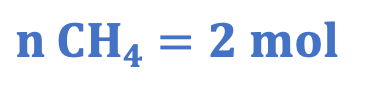 n CH₄ = 2 mol